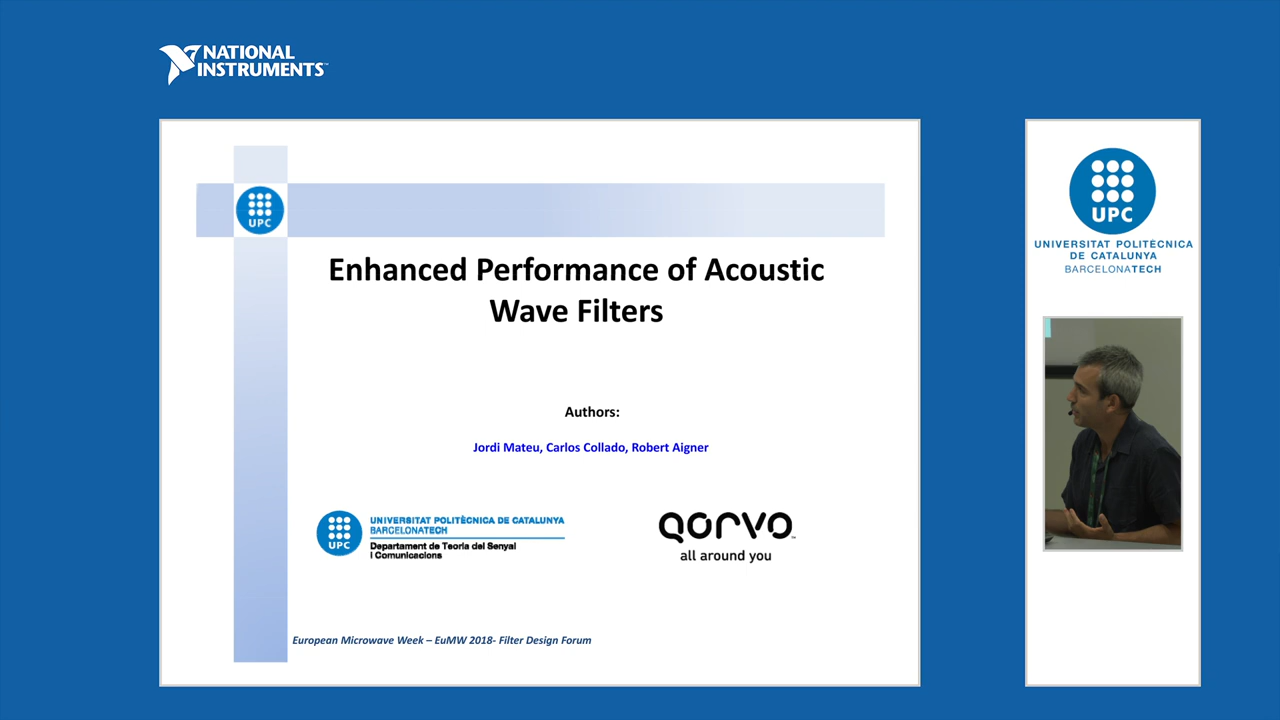 NATIONAL
INSTRUMENTS™
UPC
Enhanced Performance of Acoustic
Wave Filters
Authors:
Jordi Mateu, Carlos Collado, Robert Aigner
UPC
UNIVERSITAT POLITÈCNICA DE CATALUNYA
BARCELONATECH
Departament de Teoria del Senyal
i Comunicacions
QORVO™
all around you
European Microwave Week – EuMW 2018- Filter Design Forum
UPC
UNIVERSITAT POLITÈCNICA
DE CATALUNYA
BARCELONATECH